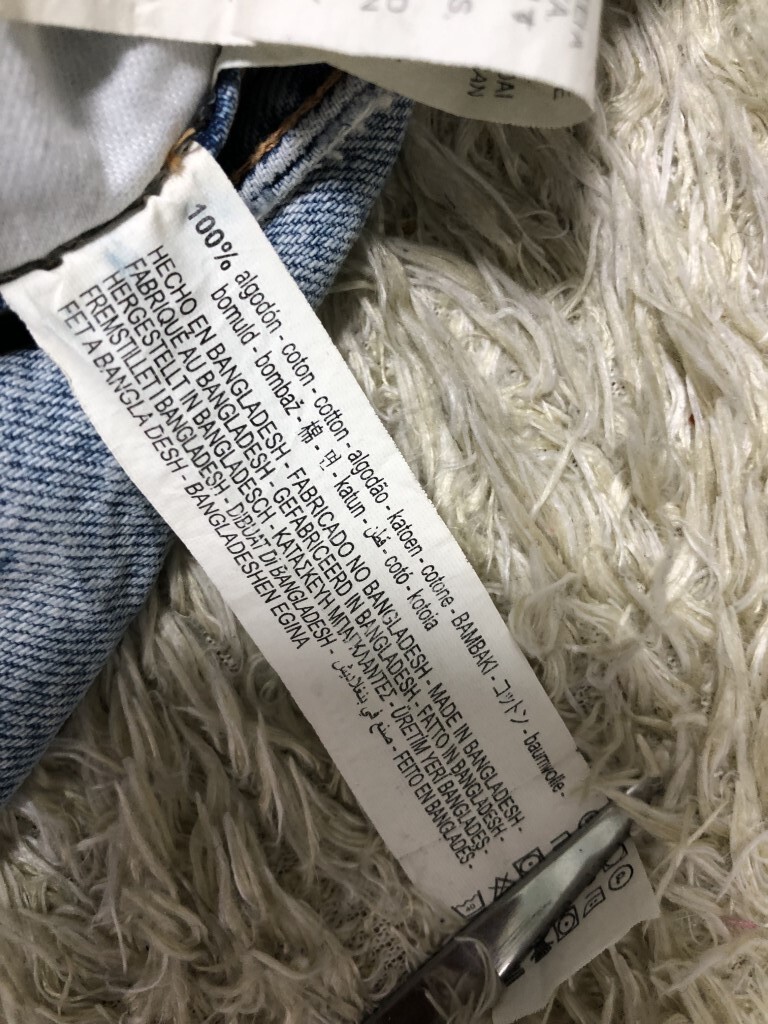 100% algodón - coton - cotton - algodão - katoen - cotone - ΒΑΜΒΑΚΙ - コットン - baumwolle -
bomuld - bombaž - 棉 - 면 - katun - قطن - cotó - kotoia
HECHO EN BANGLADESH - FABRICADO NO BANGLADESH - MADE IN BANGLADESH -
FABRIQUÉ AU BANGLADESH - GEFABRICEERD IN BANGLADESH - FATTO IN BANGLADESH -
HERGESTELLT IN BANGLADESCH - ΚΑΤΑΣΚΕΥΗ ΜΠΑΓΚΛΑΝΤΕΣ - ÜRETIM YERI BANGLADEŞ -
FREMSTILLET I BANGLADESH - DIBUAT DI BANGLADESH - صنع في بنغلاديش - FEITO EN BANGLADÉS -
FET A BANGLA DESH - BANGLADESHEN EGINA